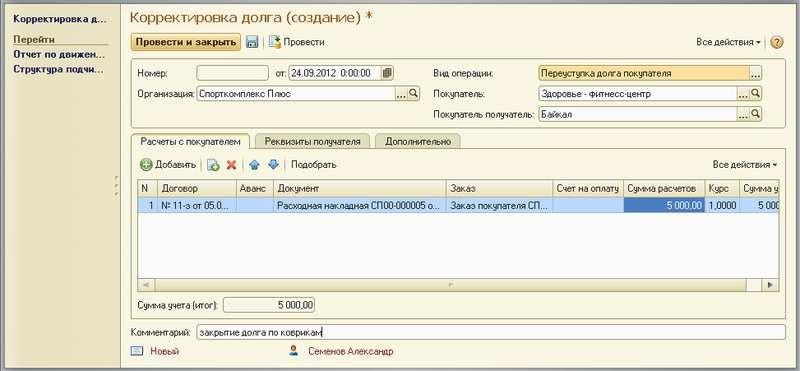 Корректировка д...
Перейти
Отчет по движен...
Структура подчи...
Корректировка долга (создание) *
Провести и закрыть Провести Все действия
Номер: от: 24.09.2012 0:00:00 Вид операции: Переуступка долга покупателя
Организация: Спорткомплекс Плюс Покупатель: Здоровье - фитнесс-центр
Покупатель получатель: Байкал
Расчеты с покупателем Реквизиты получателя Дополнительно
Добавить Подобрать Все действия
N Договор Аванс Документ Заказ Счет на оплату Сумма расчетов Курс Сумма у
1 № 11-з от 05.0... Расходная накладная СП00-000005 о... Заказ покупателя СП... 5 000,00 1,0000 5 000
Сумма учета (итог): 5 000,00
Комментарий: закрытие долга по коврикам
Новый Семенов Александр